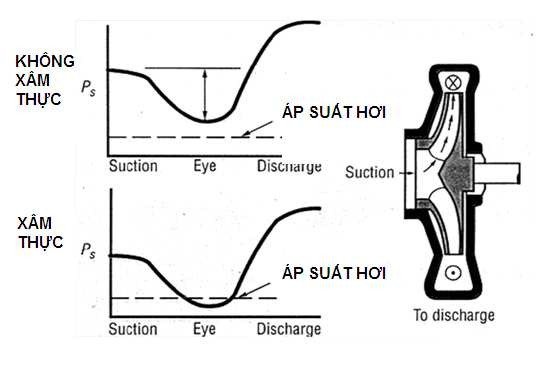 KHÔNG
XÂM
THỰC
Ps
ÁP SUẤT HƠI
Suction Eye Discharge
XÂM
THỰC
Ps
ÁP SUẤT HƠI
Suction Eye Discharge
Suction
To discharge